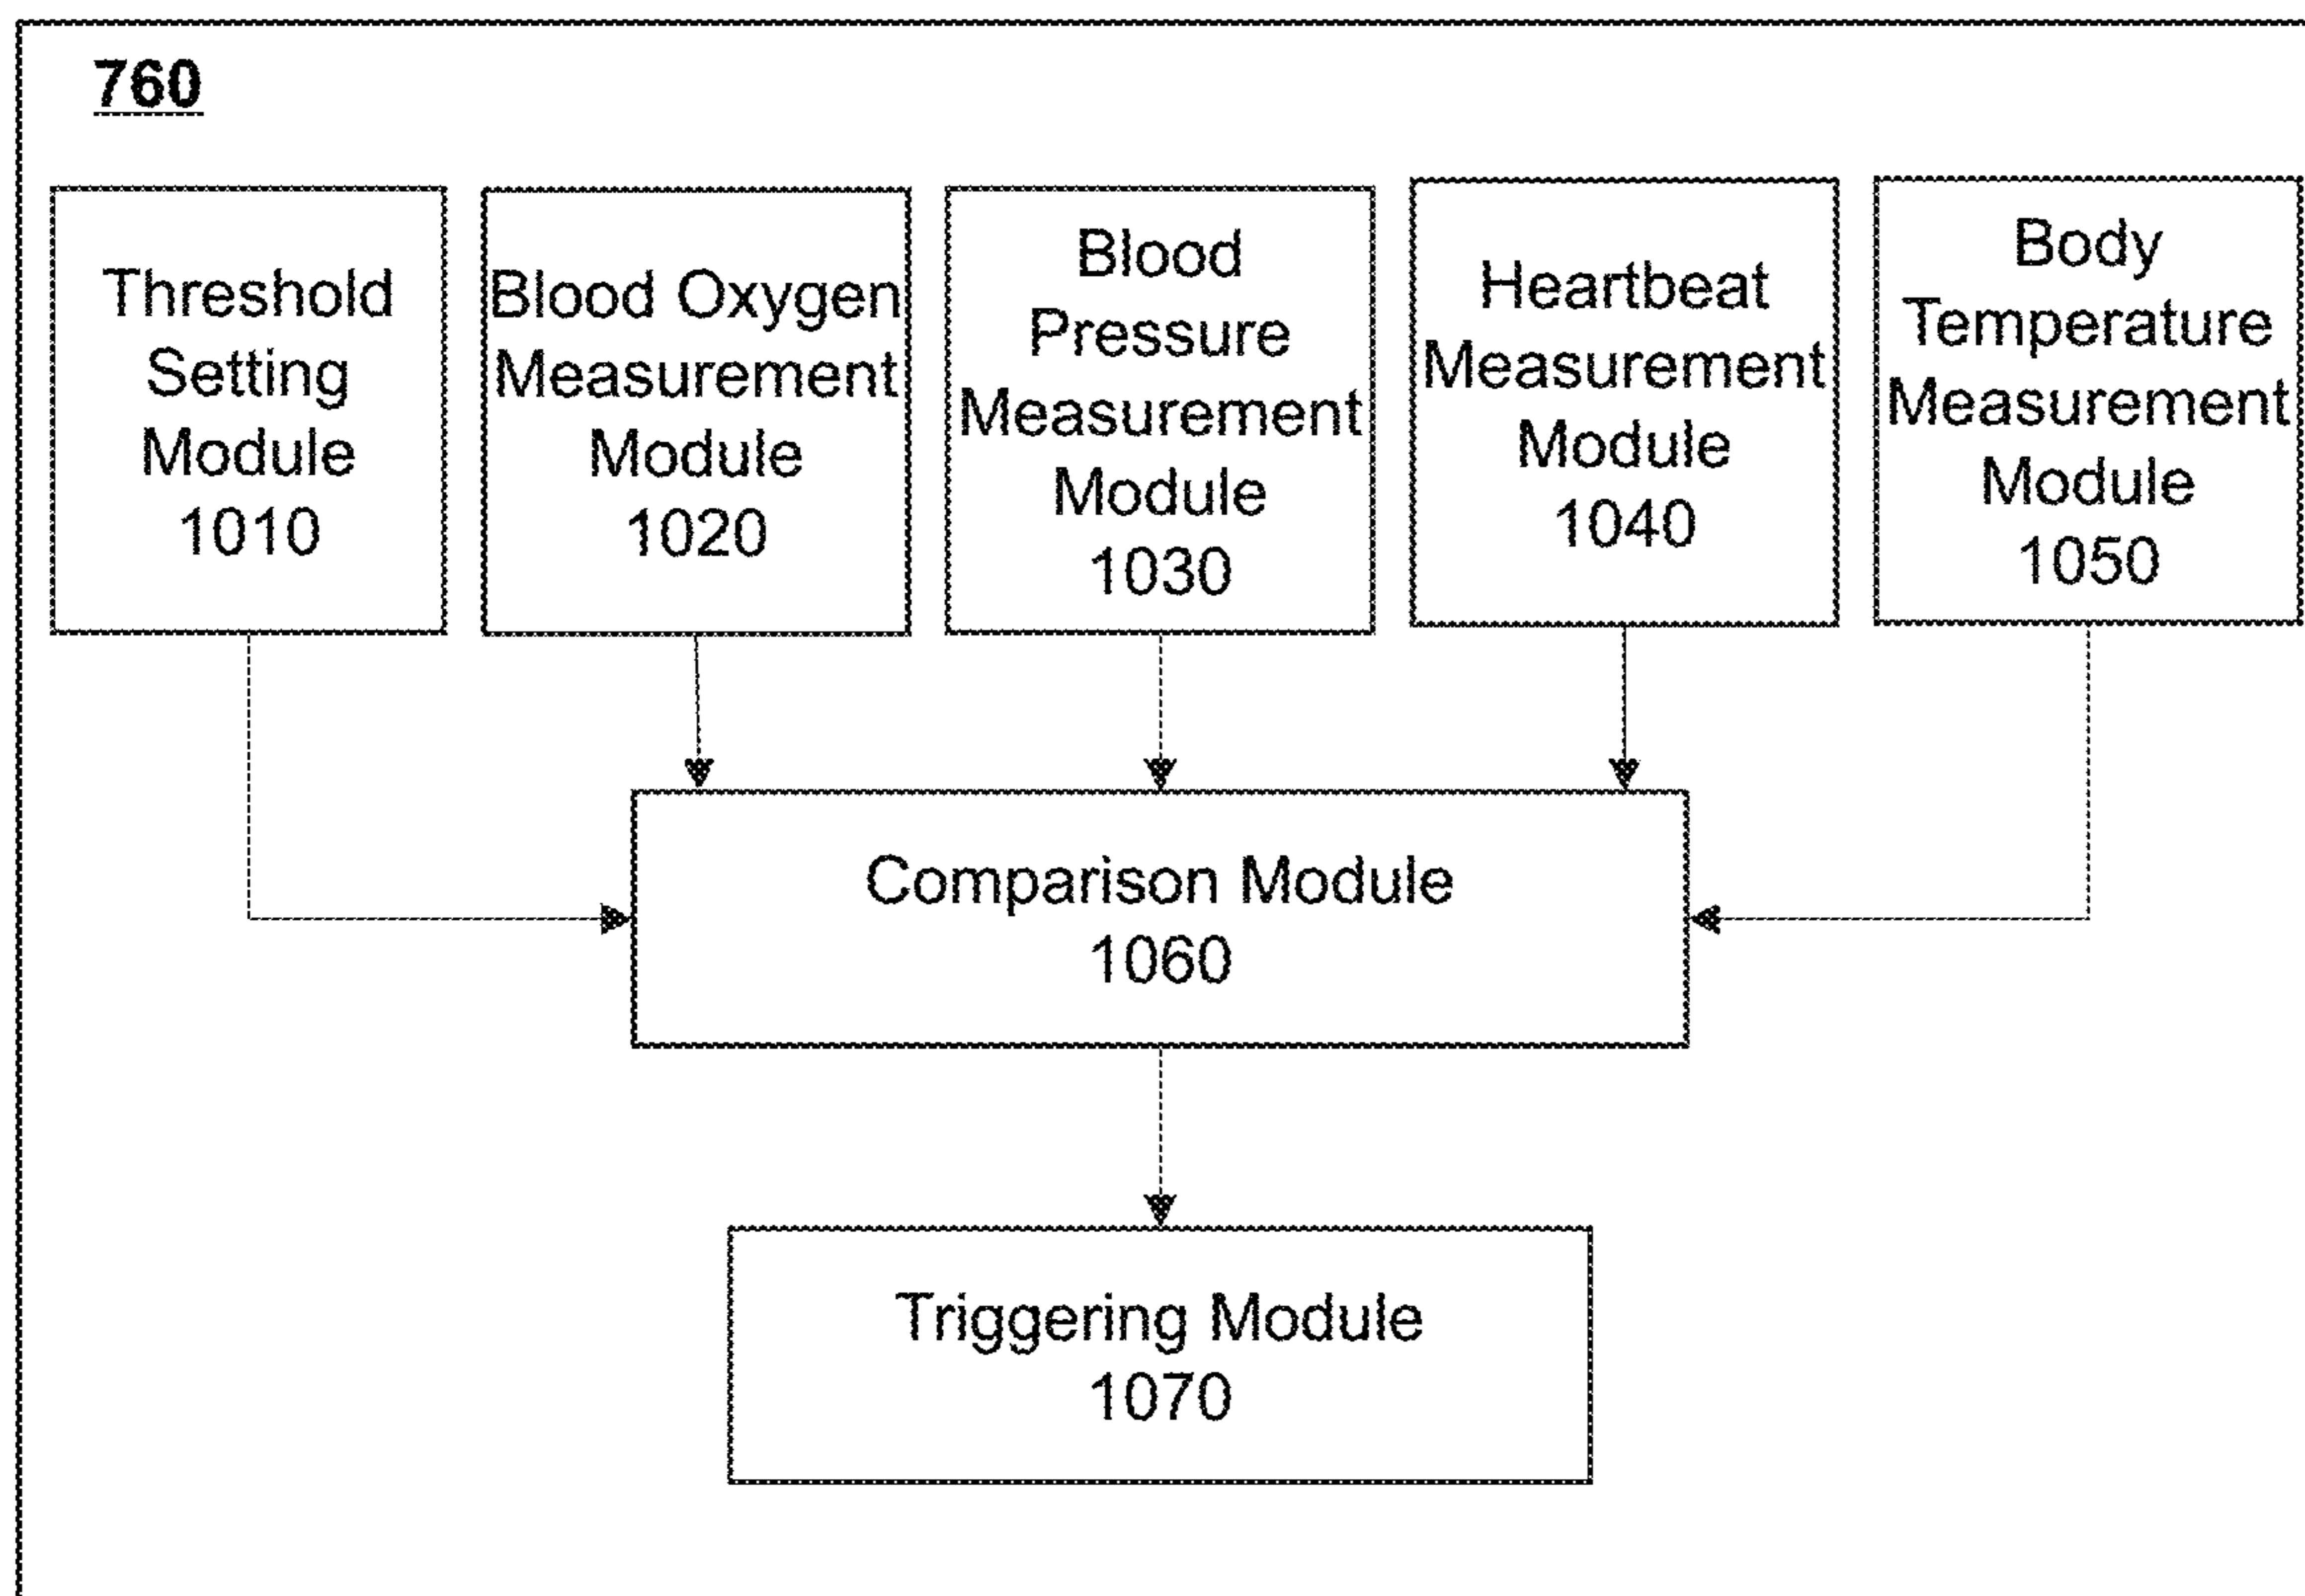 760
Threshold
Setting
Module
1010
Blood Oxygen
Measurement
Module
1020
Blood
Pressure
Measurement
Module
1030
Heartbeat
Measurement
Module
1040
Body
Temperature
Measurement
Module
1050
Comparison Module
1060
Triggering Module
1070